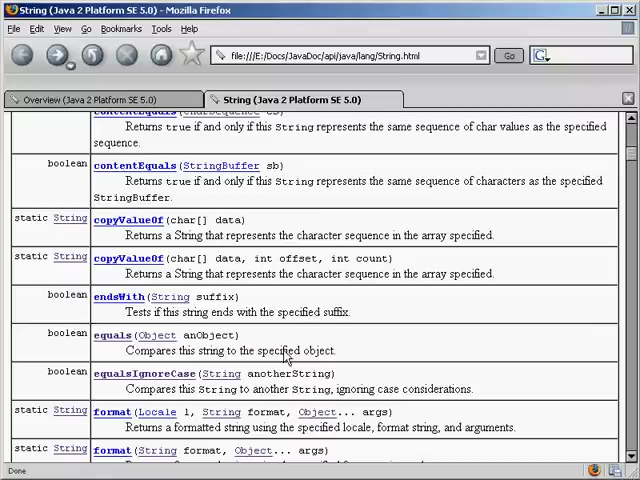 String (Java 2 Platform SE 5.0) - Mozilla Firefox
File Edit View Go Bookmarks Tools Help
file:///E:/Docs/JavaDoc/api/java/lang/String.html Go
Overview (Java 2 Platform SE 5.0) String (Java 2 Platform SE 5.0)
contentEquals(CharSequence cs)
Returns true if and only if this String represents the same sequence of char values as the specified
sequence.
boolean contentEquals(StringBuffer sb)
Returns true if and only if this String represents the same sequence of characters as the specified
StringBuffer.
static String copyValueOf(char[] data)
Returns a String that represents the character sequence in the array specified.
static String copyValueOf(char[] data, int offset, int count)
Returns a String that represents the character sequence in the array specified.
boolean endsWith(String suffix)
Tests if this string ends with the specified suffix.
boolean equals(Object anObject)
Compares this string to the specified object.
boolean equalsIgnoreCase(String anotherString)
Compares this String to another String, ignoring case considerations.
static String format(Locale l, String format, Object... args)
Returns a formatted string using the specified locale, format string, and arguments.
static String format(String format, Object... args)
Done